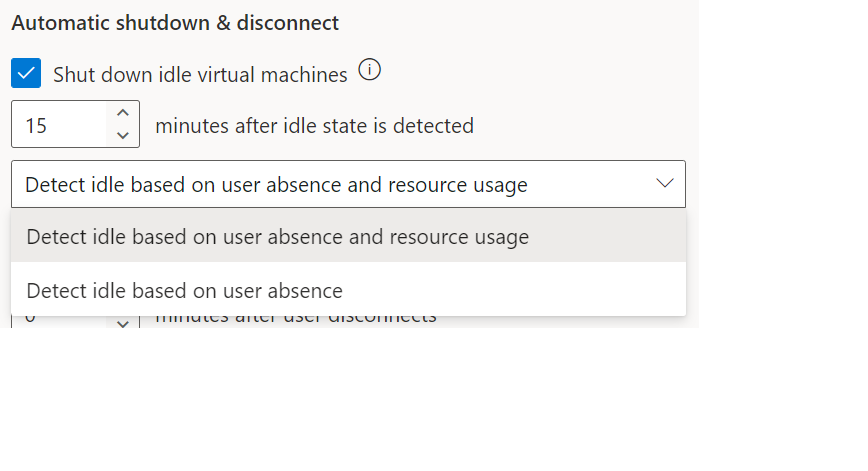 Automatic shutdown & disconnect
Shut down idle virtual machines
15 minutes after idle state is detected
Detect idle based on user absence and resource usage
Detect idle based on user absence and resource usage
Detect idle based on user absence
minutes after user disconnects